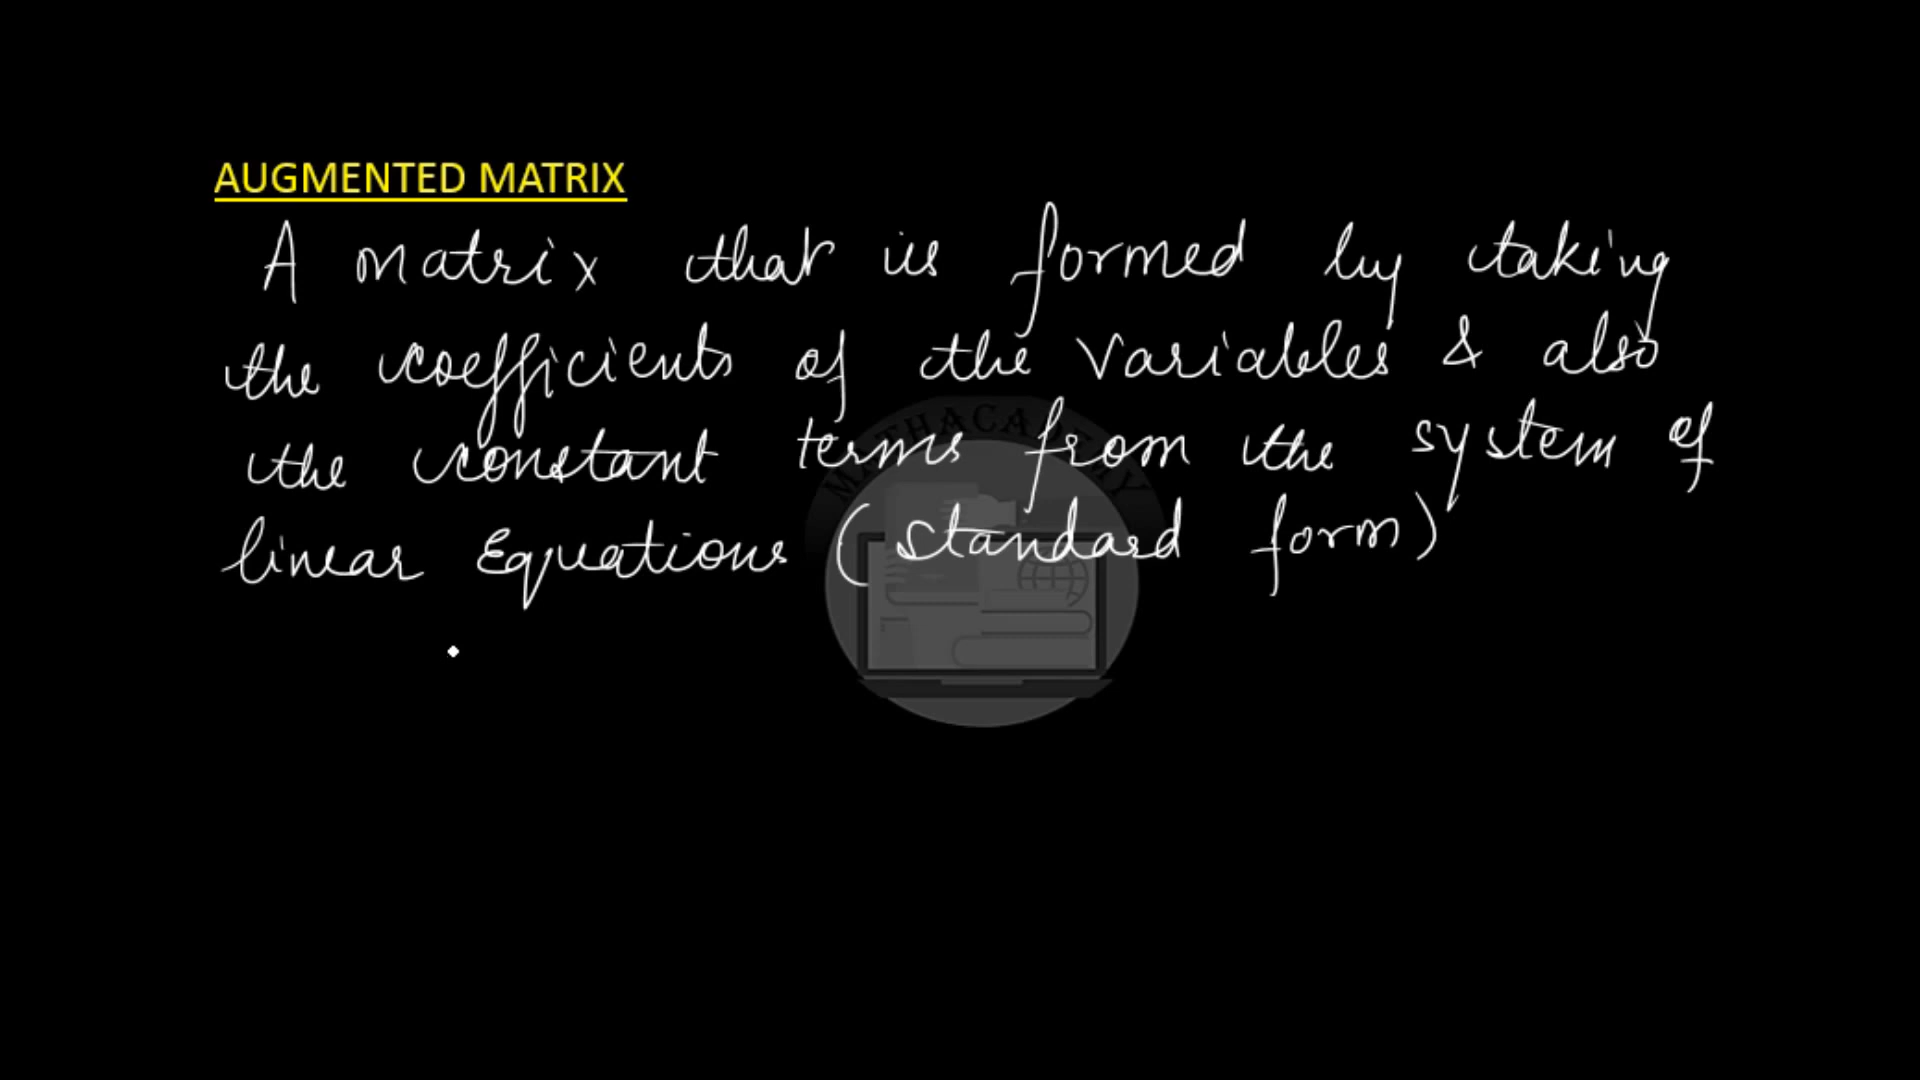 AUGMENTED MATRIX
A matrix that is formed by taking
the coefficients of the variables & also
the constant terms from the system of
linear Equations (standard form)
MATHACADEMY